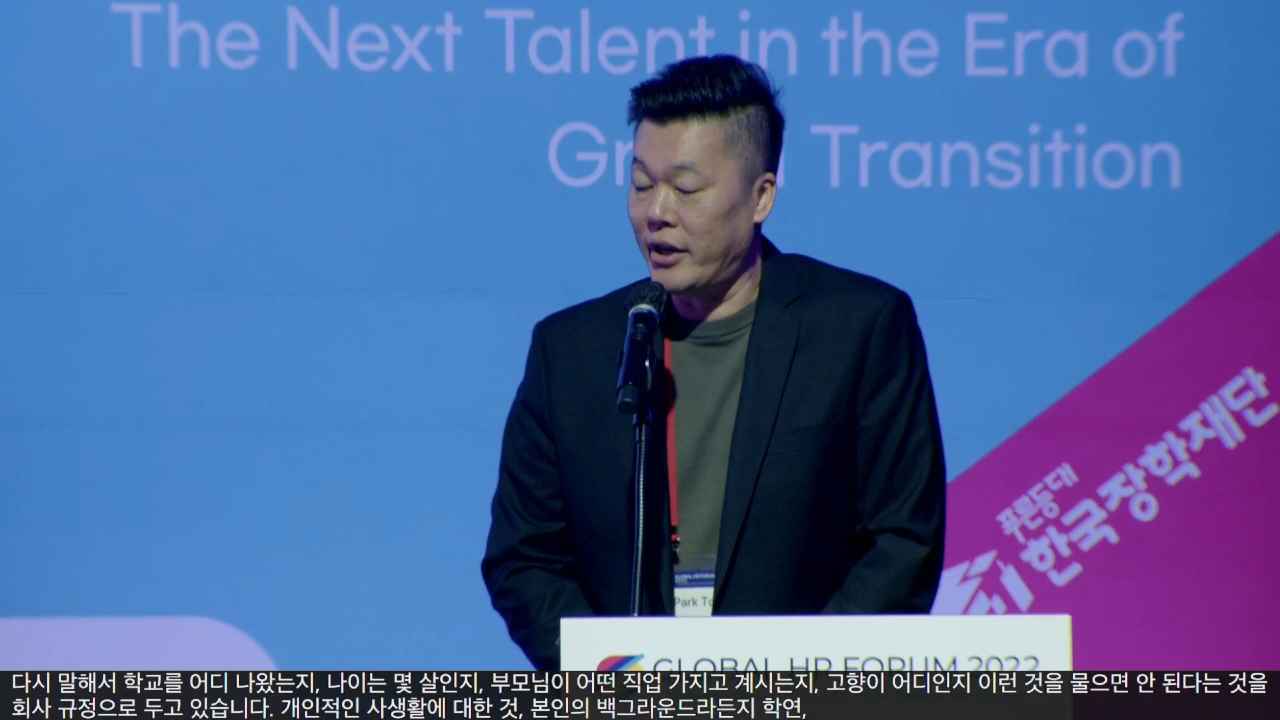 The Next Talent in the Era of
Transition
푸른등대
한국장학재단
Park
GLOBAL HR FORUM 2022
다시 말해서 학교를 어디 나왔는지, 나이는 몇 살인지, 부모님이 어떤 직업 가지고 계시는지, 고향이 어디인지 이런 것을 물으면 안 된다는 것을
회사 규정으로 두고 있습니다. 개인적인 사생활에 대한 것, 본인의 백그라운드라든지 학연,